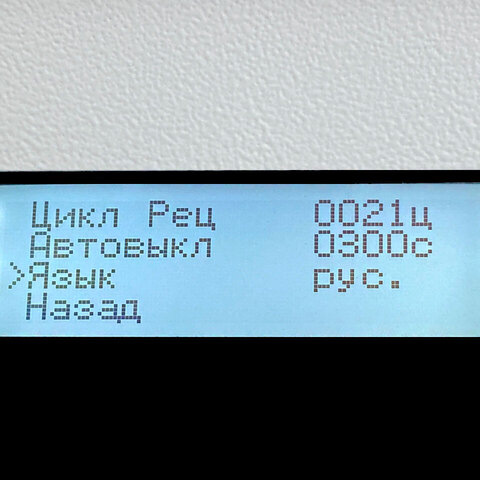 Цикл Рец 0021ц
Автовыкл 0300с
>Язык рус.
Назад